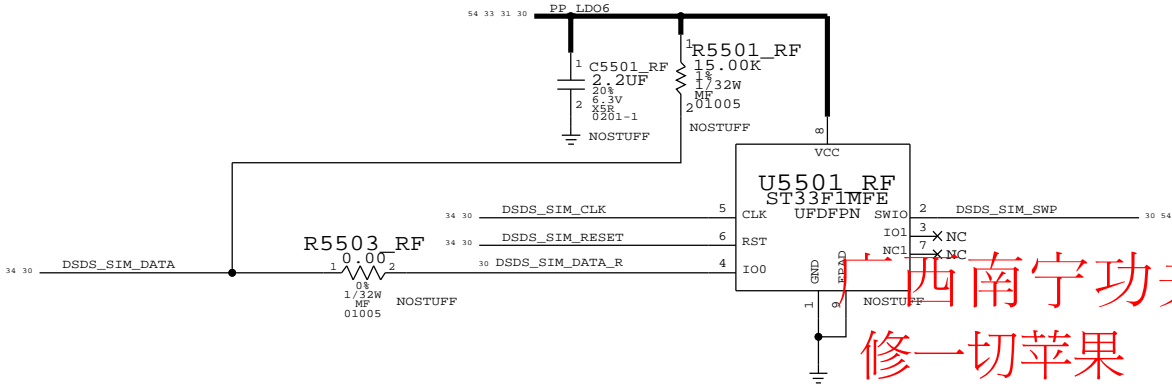 54 33 31 30 PP_LDO6
1 C5501_RF
2.2UF
20%
6.3V
X5R
0201-1
2
NOSTUFF
1 R5501_RF
15.00K
1%
1/32W
MF
01005
2
NOSTUFF
8
VCC
U5501_RF
ST33F1MFE
UFDFPN
34 30 DSDS_SIM_CLK 5 CLK
SWIO 2 DSDS_SIM_SWP 30 54
IO1 3 NC
34 30 DSDS_SIM_RESET 6 RST
NC1 7 NC
30 DSDS_SIM_DATA_R 4 IO0
34 30 DSDS_SIM_DATA
R5503_RF
0.00
1 2
0%
1/32W
MF
01005
NOSTUFF
GND
EPAD
1
9
NOSTUFF
广西南宁功
修一切苹果